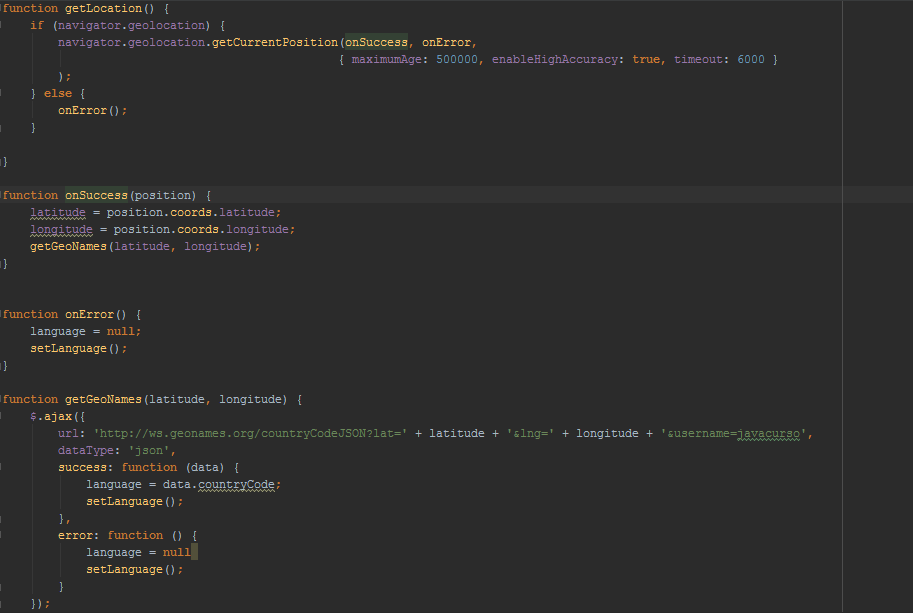 function getLocation() {
    if (navigator.geolocation) {
        navigator.geolocation.getCurrentPosition(onSuccess, onError,
                                                { maximumAge: 500000, enableHighAccuracy: true, timeout: 6000 }
        );
    } else {
        onError();
    }

}

function onSuccess(position) {
    latitude = position.coords.latitude;
    longitude = position.coords.longitude;
    getGeoNames(latitude, longitude);
}


function onError() {
    language = null;
    setLanguage();
}

function getGeoNames(latitude, longitude) {
    $.ajax({
        url: 'http://ws.geonames.org/countryCodeJSON?lat=' + latitude + '&lng=' + longitude + '&username=javacurso',
        dataType: 'json',
        success: function (data) {
            language = data.countryCode;
            setLanguage();
        },
        error: function () {
            language = null
            setLanguage();
        }
    });